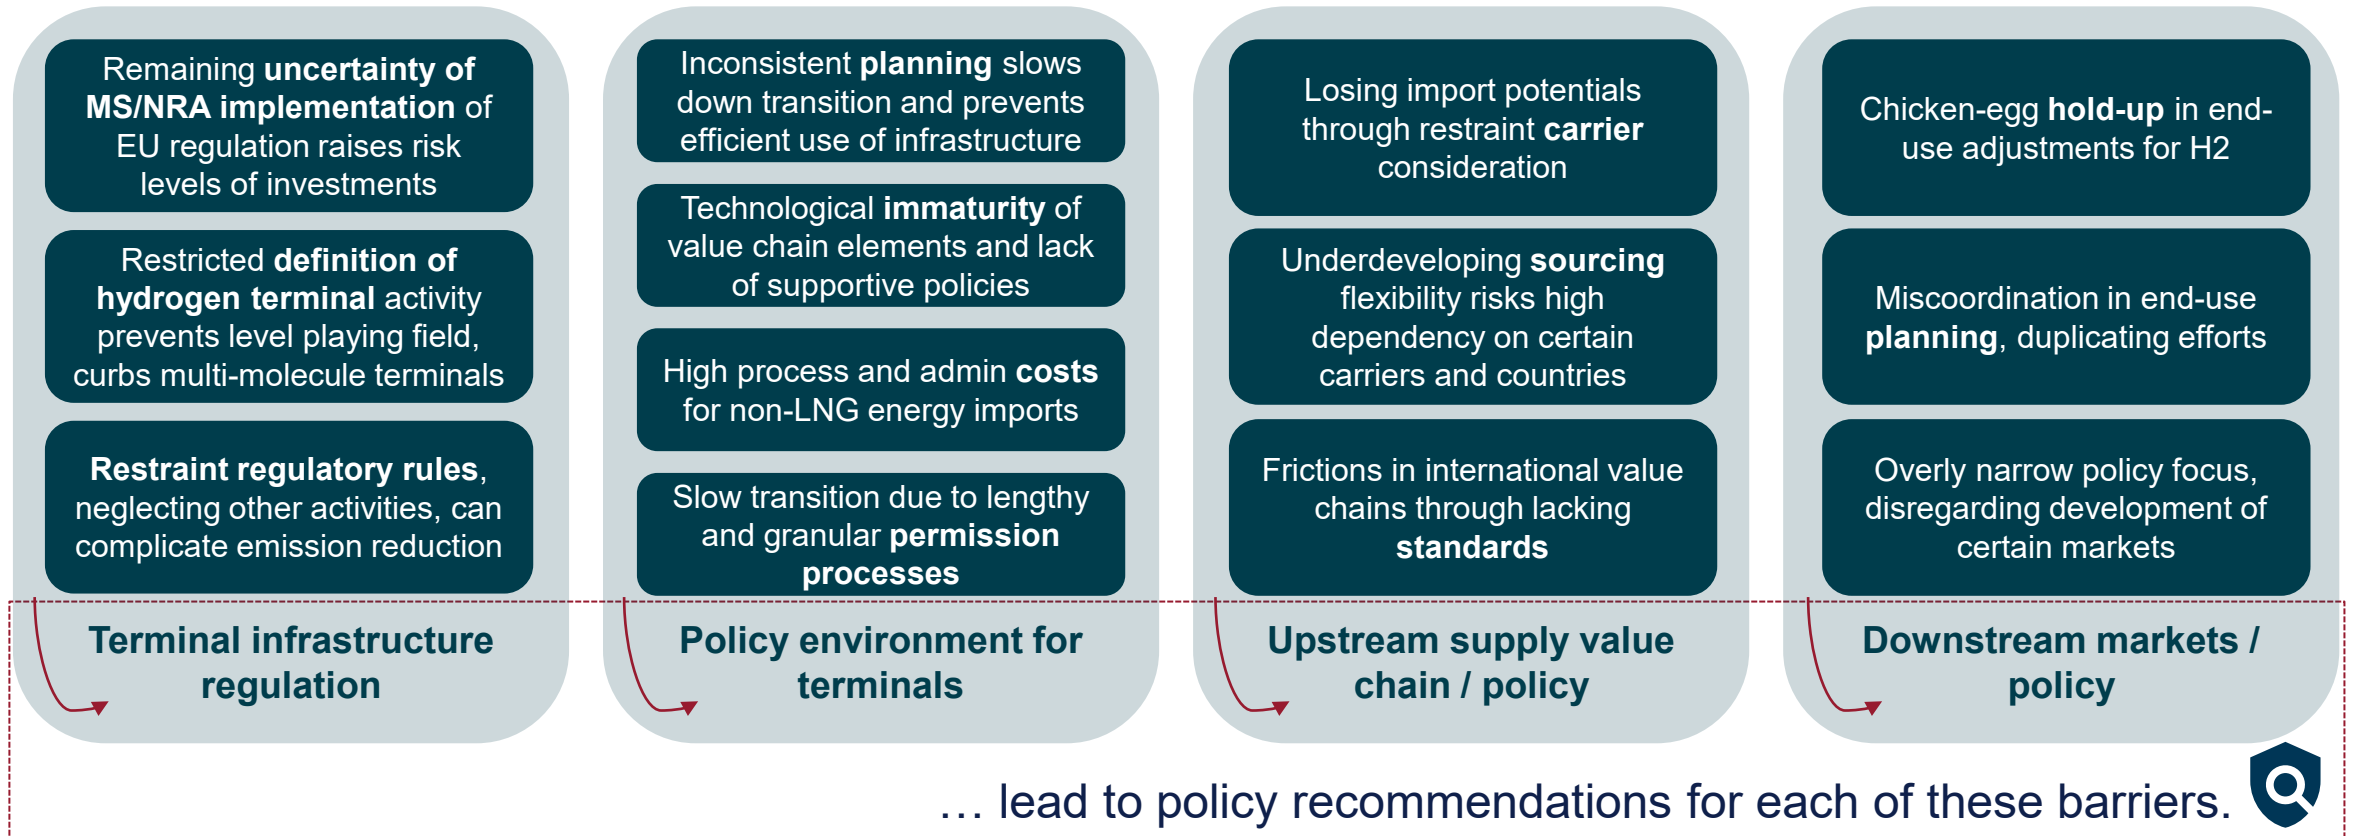 Remaining uncertainty of
MS/NRA implementation of
EU regulation raises risk
levels of investments
Restricted definition of
hydrogen terminal activity
prevents level playing field,
curbs multi-molecule terminals
Restraint regulatory rules,
neglecting other activities, can
complicate emission reduction
Terminal infrastructure
regulation
Inconsistent planning slows
down transition and prevents
efficient use of infrastructure
Technological immaturity of
value chain elements and lack
of supportive policies
High process and admin costs
for non-LNG energy imports
Slow transition due to lengthy
and granular permission
processes
Policy environment for
terminals
Losing import potentials
through restraint carrier
consideration
Underdeveloping sourcing
flexibility risks high
dependency on certain
carriers and countries
Frictions in international value
chains through lacking
standards
Upstream supply value
chain / policy
Chicken-egg hold-up in end-
use adjustments for H2
Miscoordination in end-use
planning, duplicating efforts
Overly narrow policy focus,
disregarding development of
certain markets
Downstream markets /
policy
… lead to policy recommendations for each of these barriers.